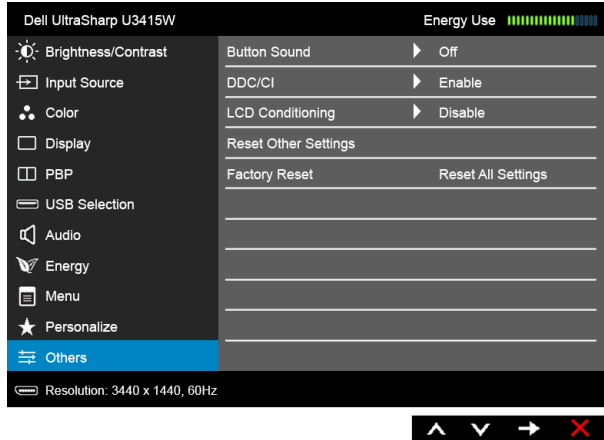 Dell UltraSharp U3415W Energy Use
Brightness/Contrast Button Sound Off
Input Source DDC/CI Enable
Color LCD Conditioning Disable
Display Reset Other Settings
PBP Factory Reset Reset All Settings
USB Selection
Audio
Energy
Menu
Personalize
Others
Resolution: 3440 x 1440, 60Hz